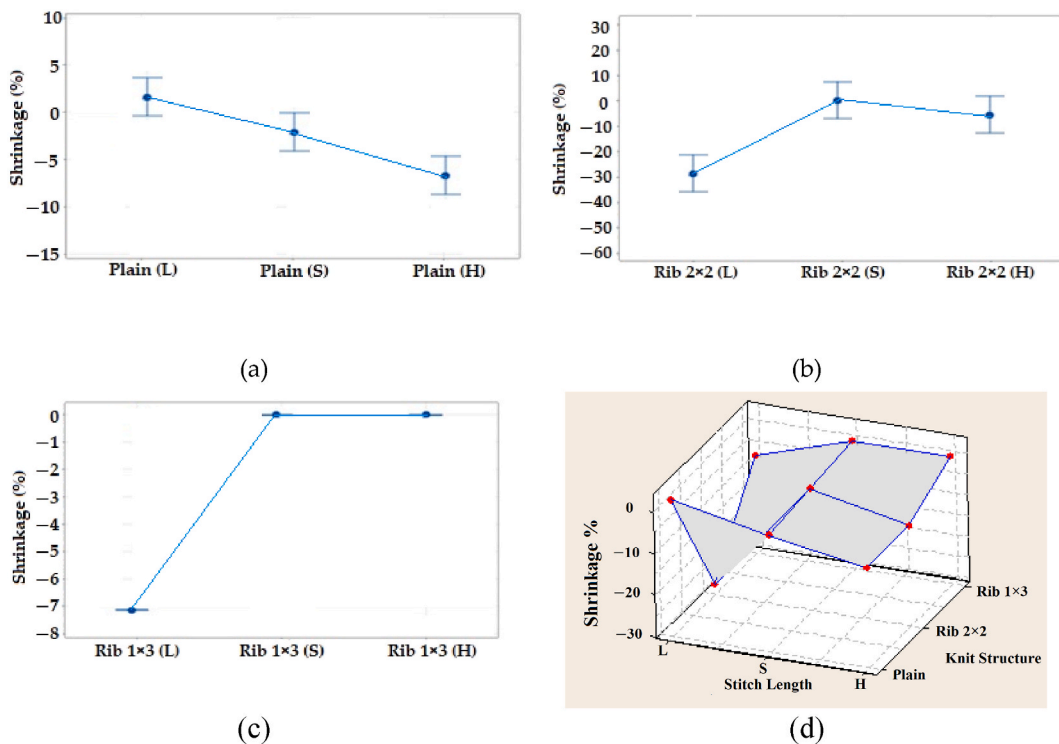 10
5
0
−5
−10
−15
Shrinkage (%)
Plain (L) Plain (S) Plain (H)
(a)
30
20
10
0
−10
−20
−30
−40
−50
−60
Shrinkage (%)
Rib 2×2 (L) Rib 2×2 (S) Rib 2×2 (H)
(b)
0
−1
−2
−3
−4
−5
−6
−7
−8
Shrinkage (%)
Rib 1×3 (L) Rib 1×3 (S) Rib 1×3 (H)
(c)
0
−10
−20
−30
Shrinkage %
L
S
H
Stitch Length
Rib 1×3
Rib 2×2
Plain
Knit Structure
(d)